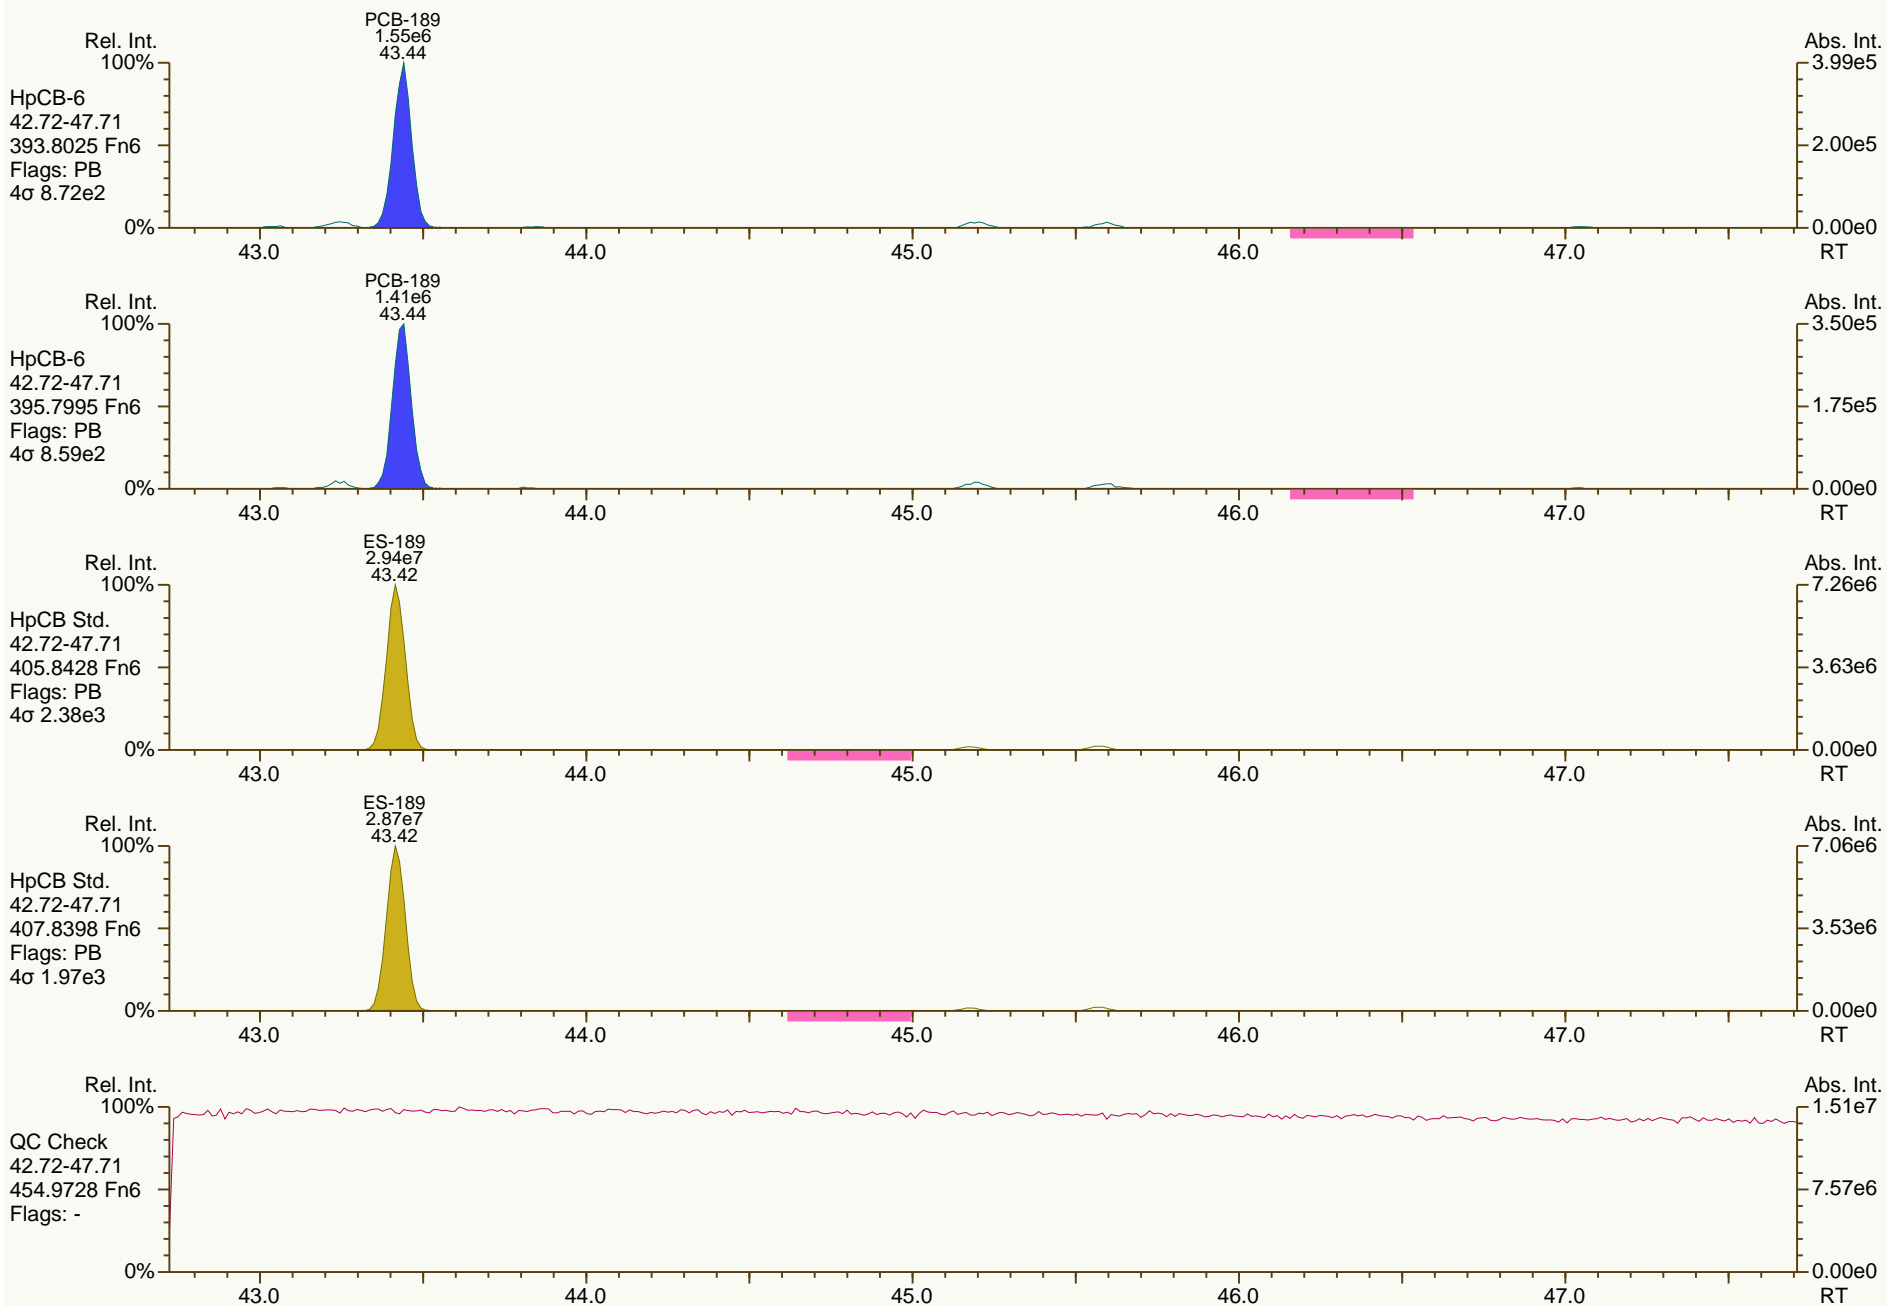 PCB-189
1.55e6
43.44
Rel. Int.
Abs. Int.
100%
3.99e5
HpCB-6
42.72-47.71
393.8025 Fn6
2.00e5
Flags: PB
4σ 8.72e2
0%
0.00e0
43.0 44.0 45.0 46.0 47.0 RT
PCB-189
1.41e6
43.44
Rel. Int.
Abs. Int.
100%
3.50e5
HpCB-6
42.72-47.71
395.7995 Fn6
1.75e5
Flags: PB
4σ 8.59e2
0%
0.00e0
43.0 44.0 45.0 46.0 47.0 RT
ES-189
2.94e7
43.42
Rel. Int.
Abs. Int.
100%
7.26e6
HpCB Std.
42.72-47.71
405.8428 Fn6
3.63e6
Flags: PB
4σ 2.38e3
0%
0.00e0
43.0 44.0 45.0 46.0 47.0 RT
ES-189
2.87e7
43.42
Rel. Int.
Abs. Int.
100%
7.06e6
HpCB Std.
42.72-47.71
407.8398 Fn6
3.53e6
Flags: PB
4σ 1.97e3
0%
0.00e0
43.0 44.0 45.0 46.0 47.0 RT
Rel. Int.
Abs. Int.
100%
1.51e7
QC Check
42.72-47.71
454.9728 Fn6
7.57e6
Flags: -
0%
0.00e0
43.0 44.0 45.0 46.0 47.0 RT